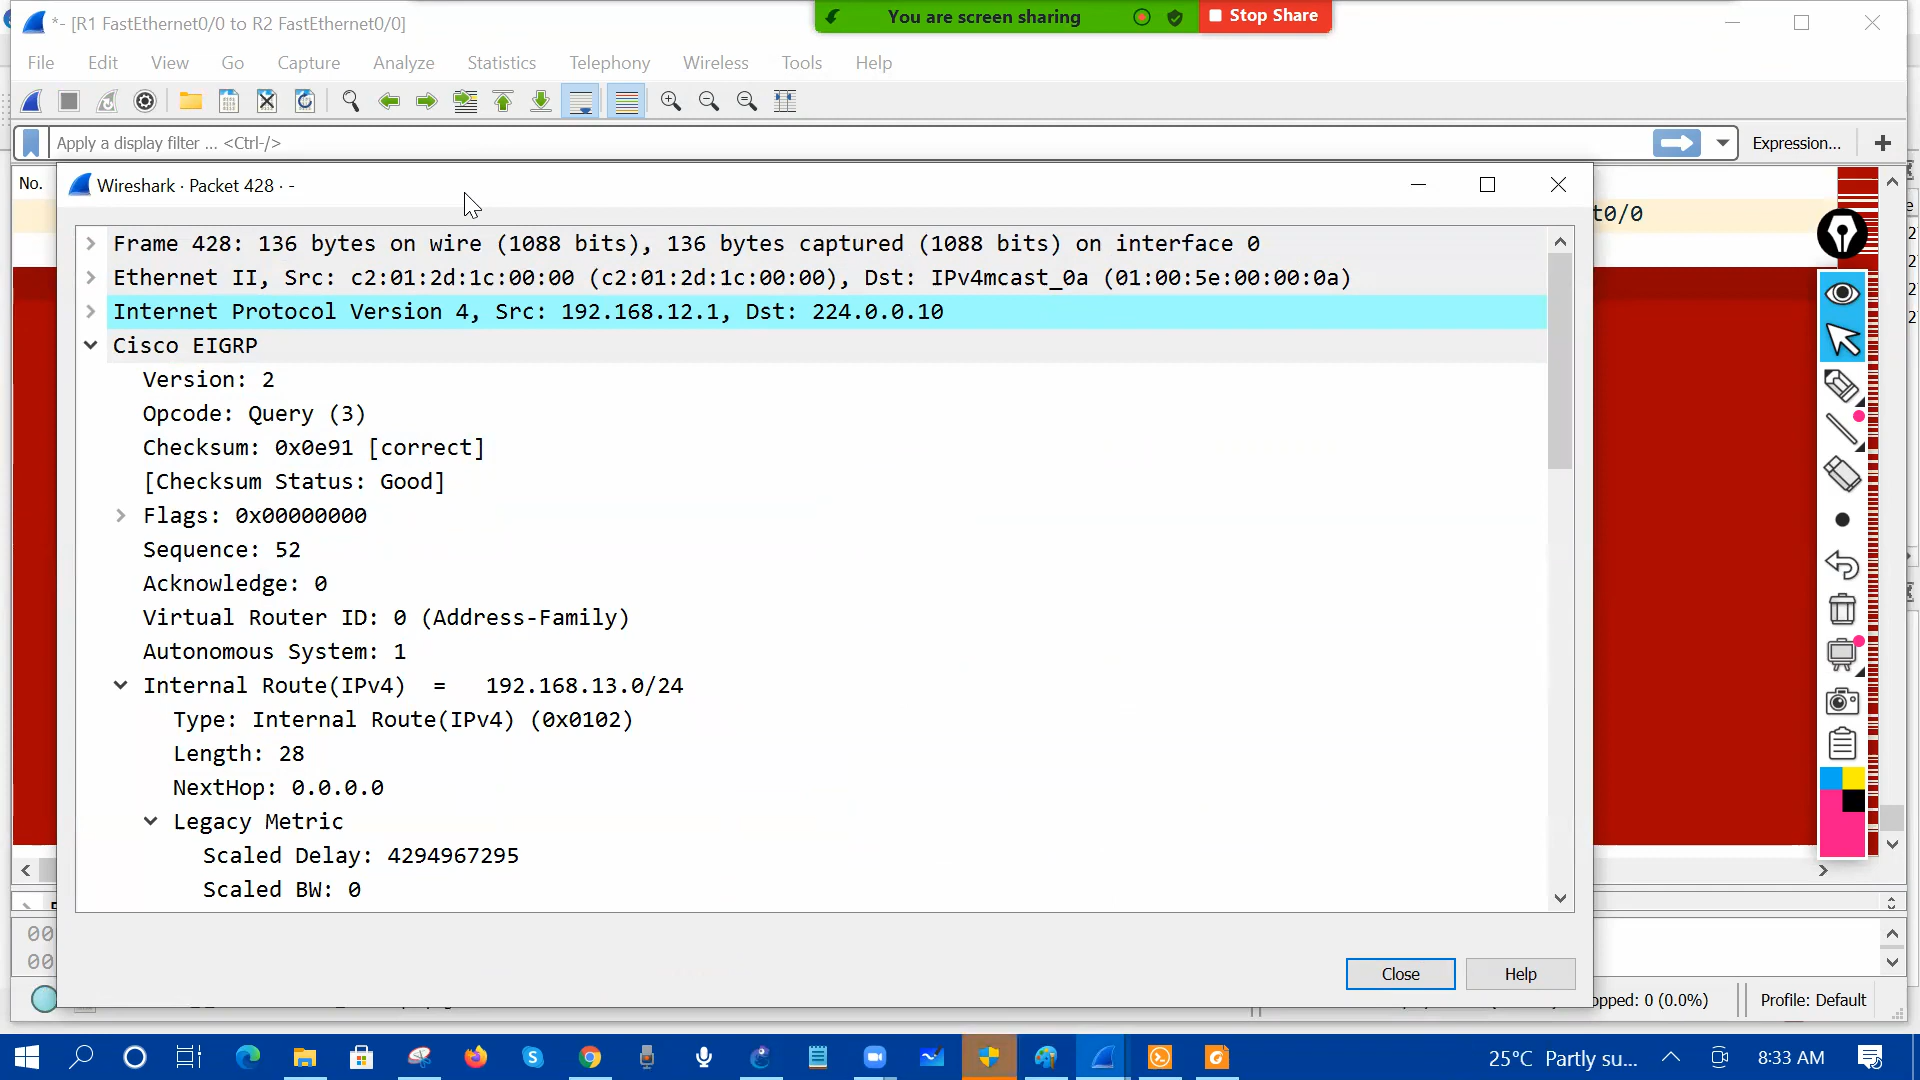 *- [R1 FastEthernet0/0 to R2 FastEthernet0/0]
You are screen sharing
Stop Share
File Edit View Go Capture Analyze Statistics Telephony Wireless Tools Help
Apply a display filter ... <Ctrl-/>
Expression...
No.
Wireshark · Packet 428 · -
t0/0
Frame 428: 136 bytes on wire (1088 bits), 136 bytes captured (1088 bits) on interface 0
Ethernet II, Src: c2:01:2d:1c:00:00 (c2:01:2d:1c:00:00), Dst: IPv4mcast_0a (01:00:5e:00:00:0a)
Internet Protocol Version 4, Src: 192.168.12.1, Dst: 224.0.0.10
Cisco EIGRP
Version: 2
Opcode: Query (3)
Checksum: 0x0e91 [correct]
[Checksum Status: Good]
Flags: 0x00000000
Sequence: 52
Acknowledge: 0
Virtual Router ID: 0 (Address-Family)
Autonomous System: 1
Internal Route(IPv4) = 192.168.13.0/24
Type: Internal Route(IPv4) (0x0102)
Length: 28
NextHop: 0.0.0.0
Legacy Metric
Scaled Delay: 4294967295
Scaled BW: 0
00
00
Close Help
opped: 0 (0.0%)
Profile: Default
25°C Partly su...
8:33 AM